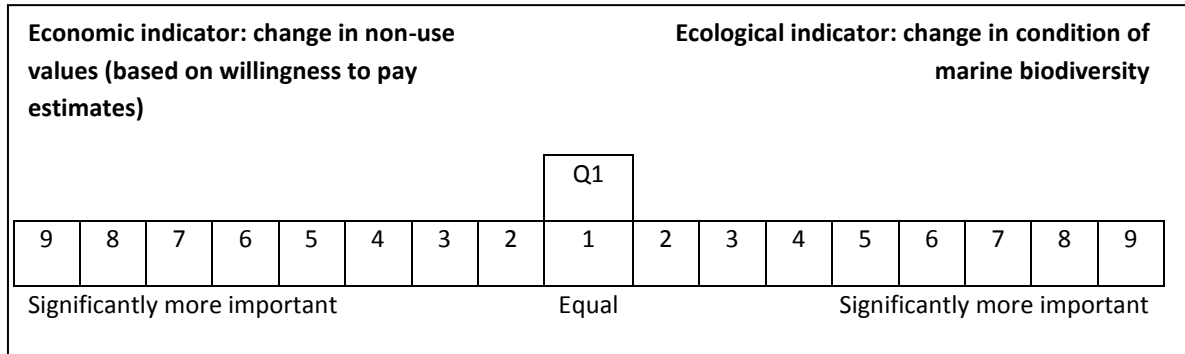 Economic indicator: change in non-use
values (based on willingness to pay
estimates)
Ecological indicator: change in condition of
marine biodiversity
Q1
9 8 7 6 5 4 3 2 1 2 3 4 5 6 7 8 9
Significantly more important Equal Significantly more important